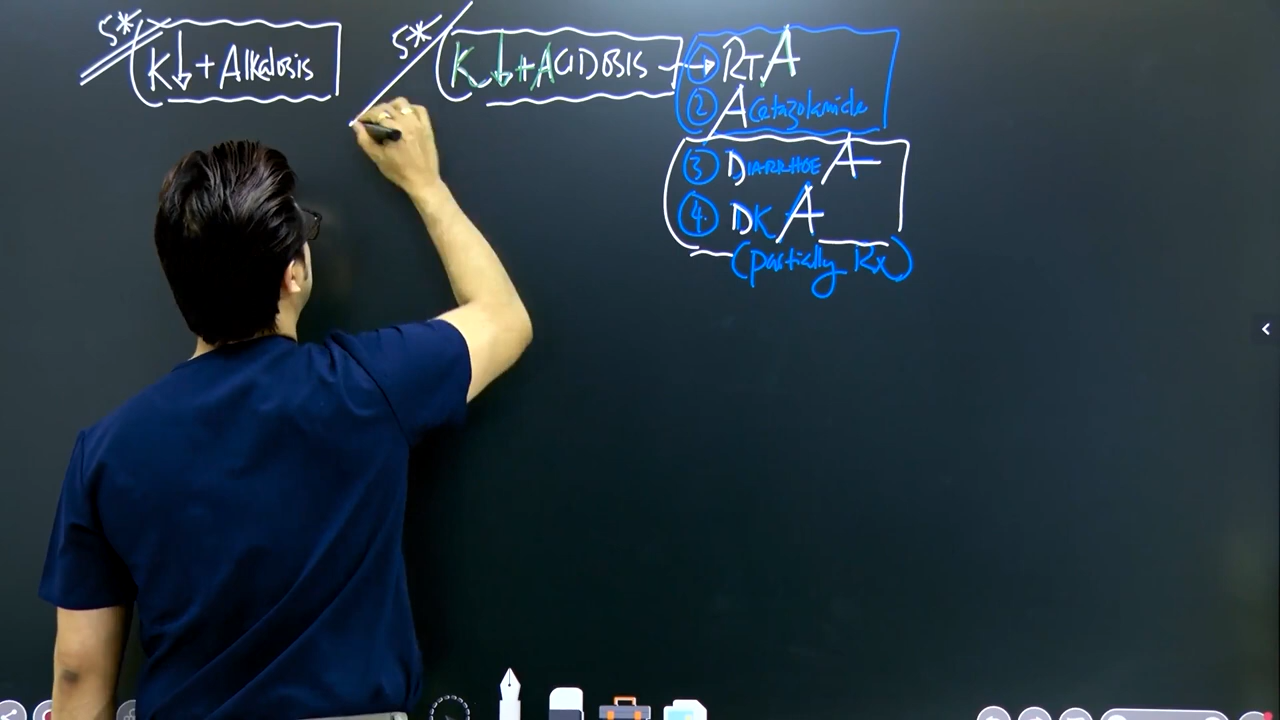 5* K↓ + Alkalosis
5* K↓ + ACIDOSIS → ① RTA
② Acetazolamide
③ DIARRHOEA
④ DKA
(partially Rx)